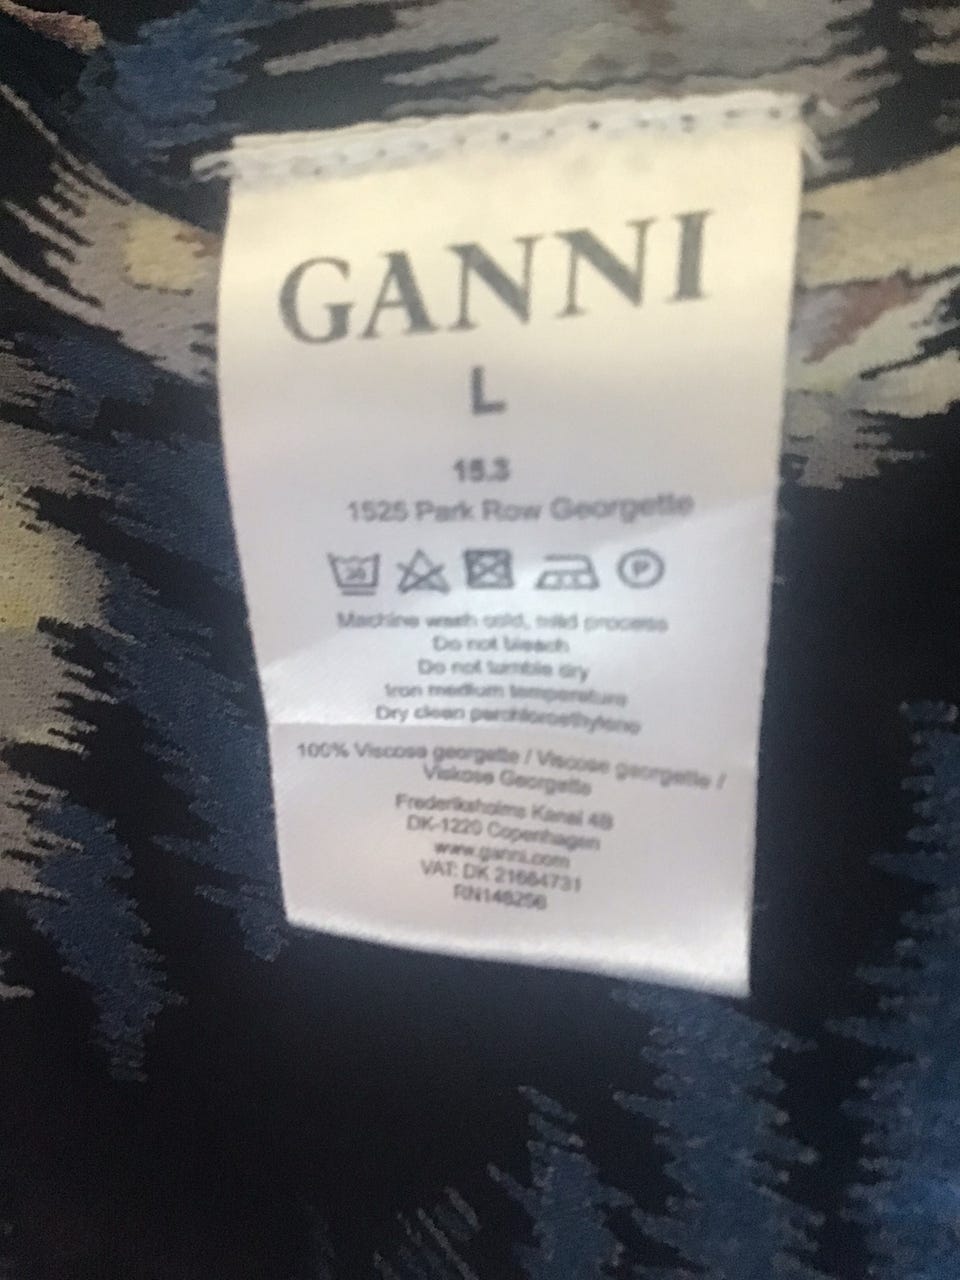 GANNI
L
15.3
1525 Park Row Georgette
30
P
Machine wash cold, mild process
Do not bleach
Do not tumble dry
Iron medium temperature
Dry clean perchloroethylene
100% Viscose georgette / Viscose georgette /
Viskose Georgette
Frederiksholms Kanal 4B
DK-1220 Copenhagen
www.ganni.com
VAT: DK 21684731
RN148256